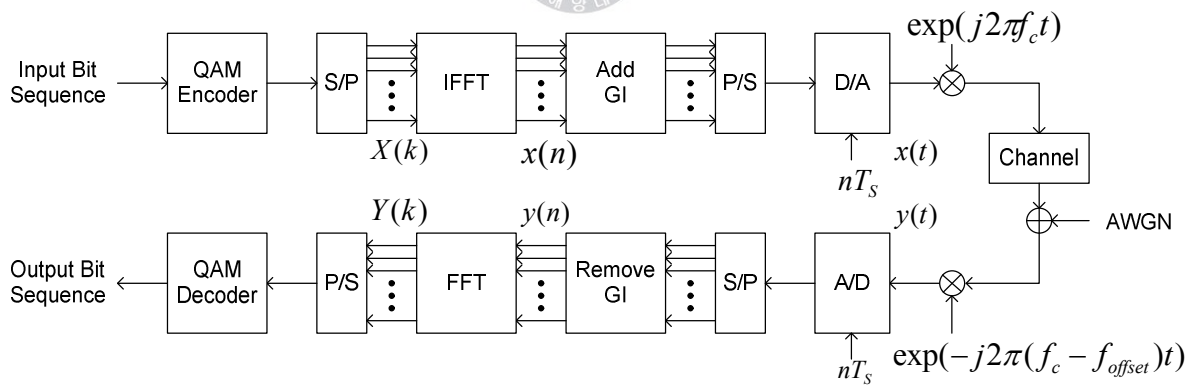 exp(j2πf_c t)
Input Bit
Sequence
QAM
Encoder
S/P
IFFT
Add
GI
P/S
D/A
X(k)
x(n)
nT_S
x(t)
Channel
Y(k)
y(n)
y(t)
AWGN
Output Bit
Sequence
QAM
Decoder
P/S
FFT
Remove
GI
S/P
A/D
nT_S
exp(-j2π(f_c - f_offset)t)